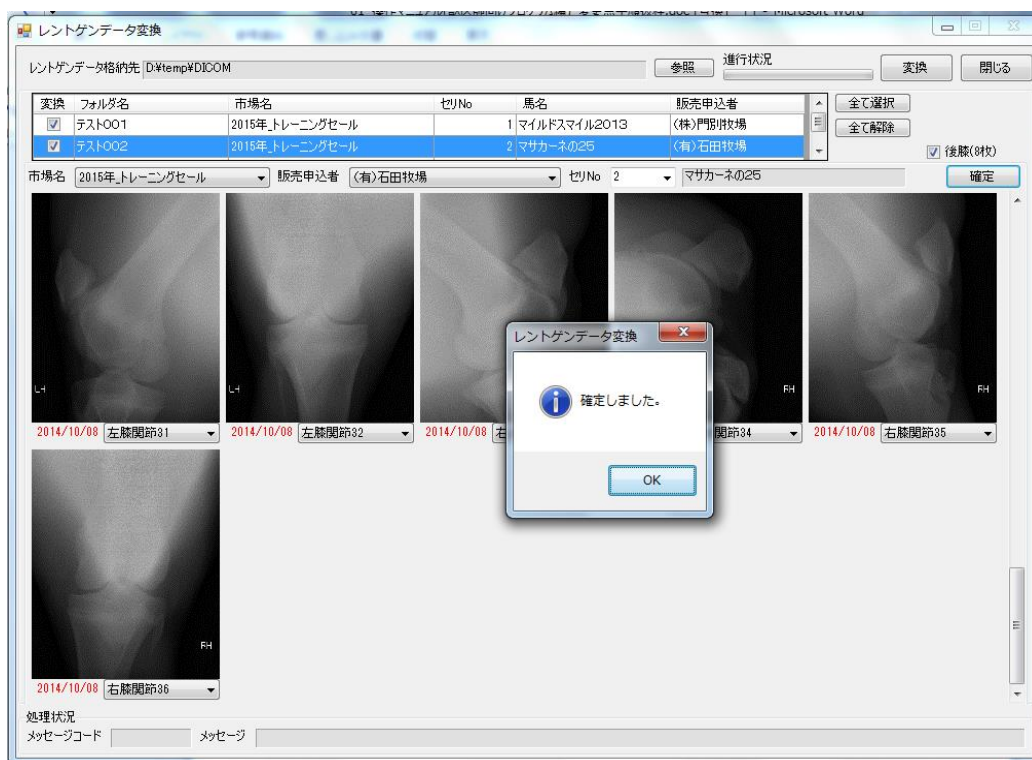 レントゲンデータ変換
レントゲンデータ格納先 D:¥temp¥DICOM 参照 進行状況 変換 閉じる
変換 フォルダ名 市場名 セリNo 馬名 販売申込者 全て選択
テスト001 2015年_トレーニングセール 1 マイルドスマイル2013 (株)門別牧場 全て解除
テスト002 2015年_トレーニングセール 2 マサカーネの25 (有)石田牧場
後膝(8枚)
市場名 2015年_トレーニングセール 販売申込者 (有)石田牧場 セリNo 2 マサカーネの25 確定
レントゲンデータ変換
LH LH RH RH
確定しました。
2014/10/08 左膝関節31 2014/10/08 左膝関節32 2014/10/08 右 関節34 2014/10/08 右膝関節35
OK
RH
2014/10/08 右膝関節36
処理状況
メッセージコード メッセージ